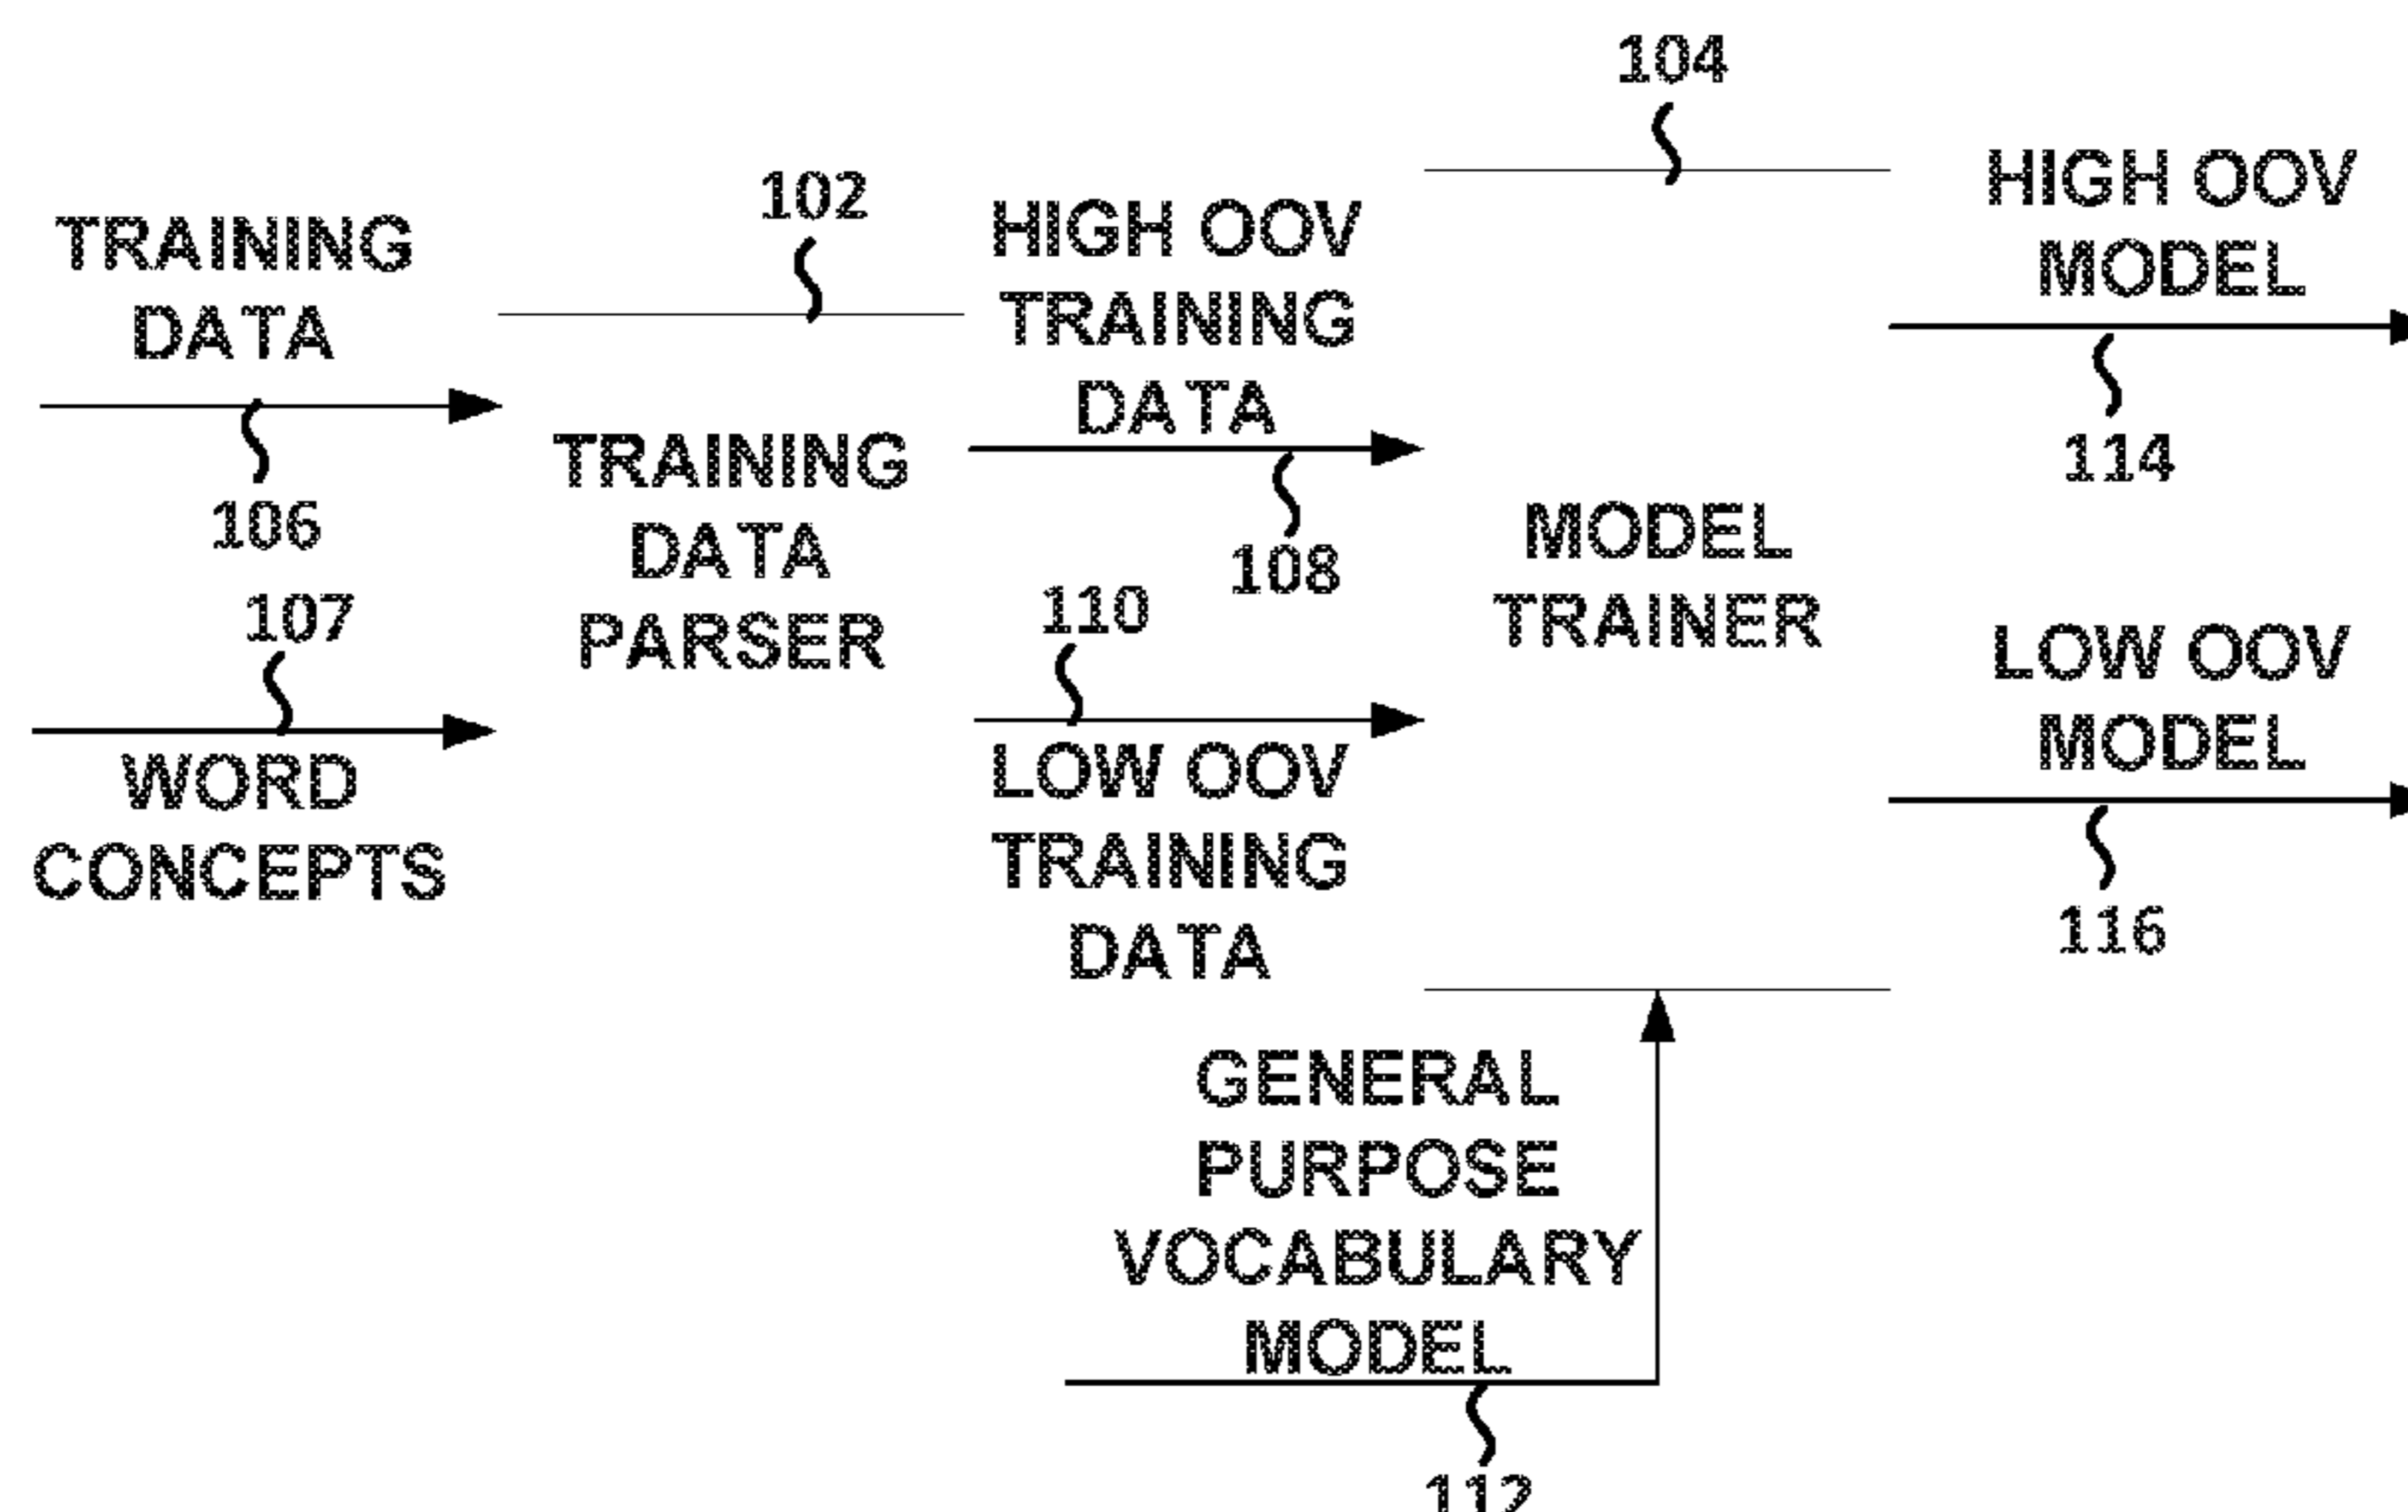 104
102
TRAINING
DATA
106
107
WORD
CONCEPTS
TRAINING
DATA
PARSER
HIGH OOV
TRAINING
DATA
108
110
LOW OOV
TRAINING
DATA
MODEL
TRAINER
GENERAL
PURPOSE
VOCABULARY
MODEL
112
HIGH OOV
MODEL
114
LOW OOV
MODEL
116